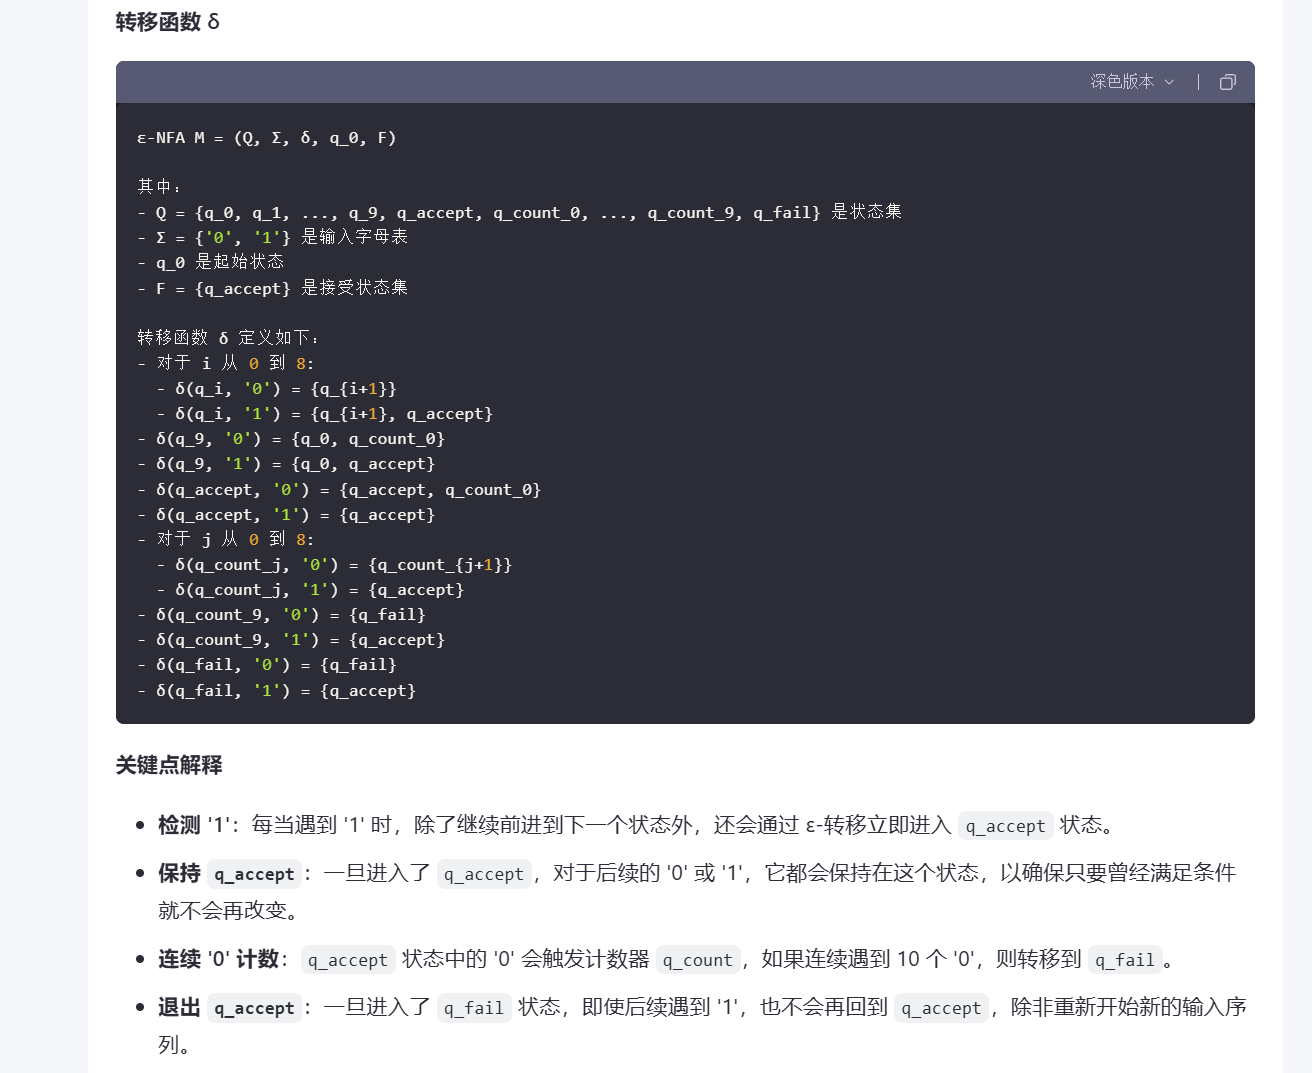 转移函数 δ
深色版本
ε-NFA M = (Q, Σ, δ, q_0, F)
其中：
- Q = {q_0, q_1, ..., q_9, q_accept, q_count_0, ..., q_count_9, q_fail} 是状态集
- Σ = {'0', '1'} 是输入字母表
- q_0 是起始状态
- F = {q_accept} 是接受状态集
转移函数 δ 定义如下：
- 对于 i 从 0 到 8:
- δ(q_i, '0') = {q_{i+1}}
- δ(q_i, '1') = {q_{i+1}, q_accept}
- δ(q_9, '0') = {q_0, q_count_0}
- δ(q_9, '1') = {q_0, q_accept}
- δ(q_accept, '0') = {q_accept, q_count_0}
- δ(q_accept, '1') = {q_accept}
- 对于 j 从 0 到 8:
- δ(q_count_j, '0') = {q_count_{j+1}}
- δ(q_count_j, '1') = {q_accept}
- δ(q_count_9, '0') = {q_fail}
- δ(q_count_9, '1') = {q_accept}
- δ(q_fail, '0') = {q_fail}
- δ(q_fail, '1') = {q_accept}
关键点解释
• 检测 '1'：每当遇到 '1' 时，除了继续前进到下一个状态外，还会通过 ε-转移立即进入 q_accept 状态。
• 保持 q_accept：一旦进入了 q_accept，对于后续的 '0' 或 '1'，它都会保持在这个状态，以确保只要曾经满足条件
就不会再改变。
• 连续 '0' 计数：q_accept 状态中的 '0' 会触发计数器 q_count，如果连续遇到 10 个 '0'，则转移到 q_fail。
• 退出 q_accept：一旦进入了 q_fail 状态，即使后续遇到 '1'，也不会再回到 q_accept，除非重新开始新的输入序
列。